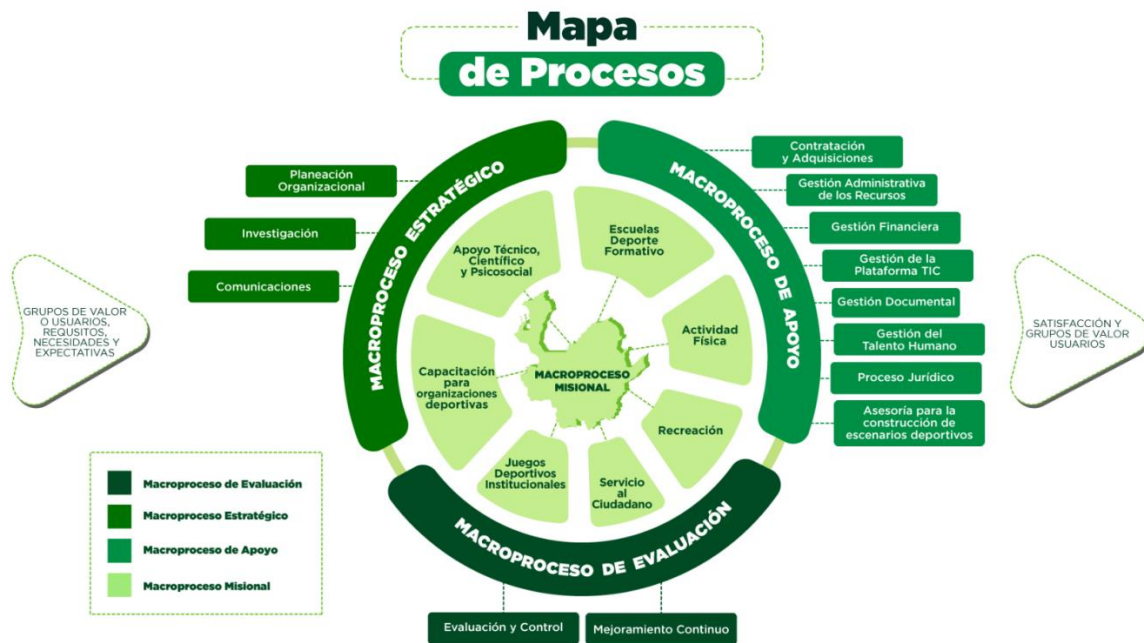 Mapa
de Procesos
MACROPROCESO ESTRATÉGICO
Planeación
Organizacional
Investigación
Comunicaciones
MACROPROCESO DE APOYO
Contratación
y Adquisiciones
Gestión Administrativa
de los Recursos
Gestión Financiera
Gestión de la
Plataforma TIC
Gestión Documental
Gestión del
Talento Humano
Proceso Jurídico
Asesoría para la
construcción de
escenarios deportivos
GRUPOS DE VALOR
O USUARIOS,
REQUSITOS,
NECESIDADES Y
EXPECTATIVAS
SATISFACCIÓN Y
GRUPOS DE VALOR
USUARIOS
Apoyo Técnico,
Científico
y Psicosocial
Escuelas
Deporte
Formativo
Actividad
Física
Recreación
Servicio
al
Ciudadano
Juegos
Deportivos
Institucionales
Capacitación
para
organizaciones
deportivas
MACROPROCESO
MISIONAL
MACROPROCESO DE EVALUACIÓN
Evaluación y Control
Mejoramiento Continuo
Macroproceso de Evaluación
Macroproceso Estratégico
Macroproceso de Apoyo
Macroproceso Misional